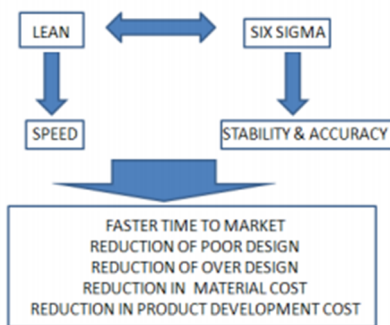 LEAN
SIX SIGMA
SPEED
STABILITY & ACCURACY
FASTER TIME TO MARKET
REDUCTION OF POOR DESIGN
REDUCTION OF OVER DESIGN
REDUCTION IN MATERIAL COST
REDUCTION IN PRODUCT DEVELOPMENT COST